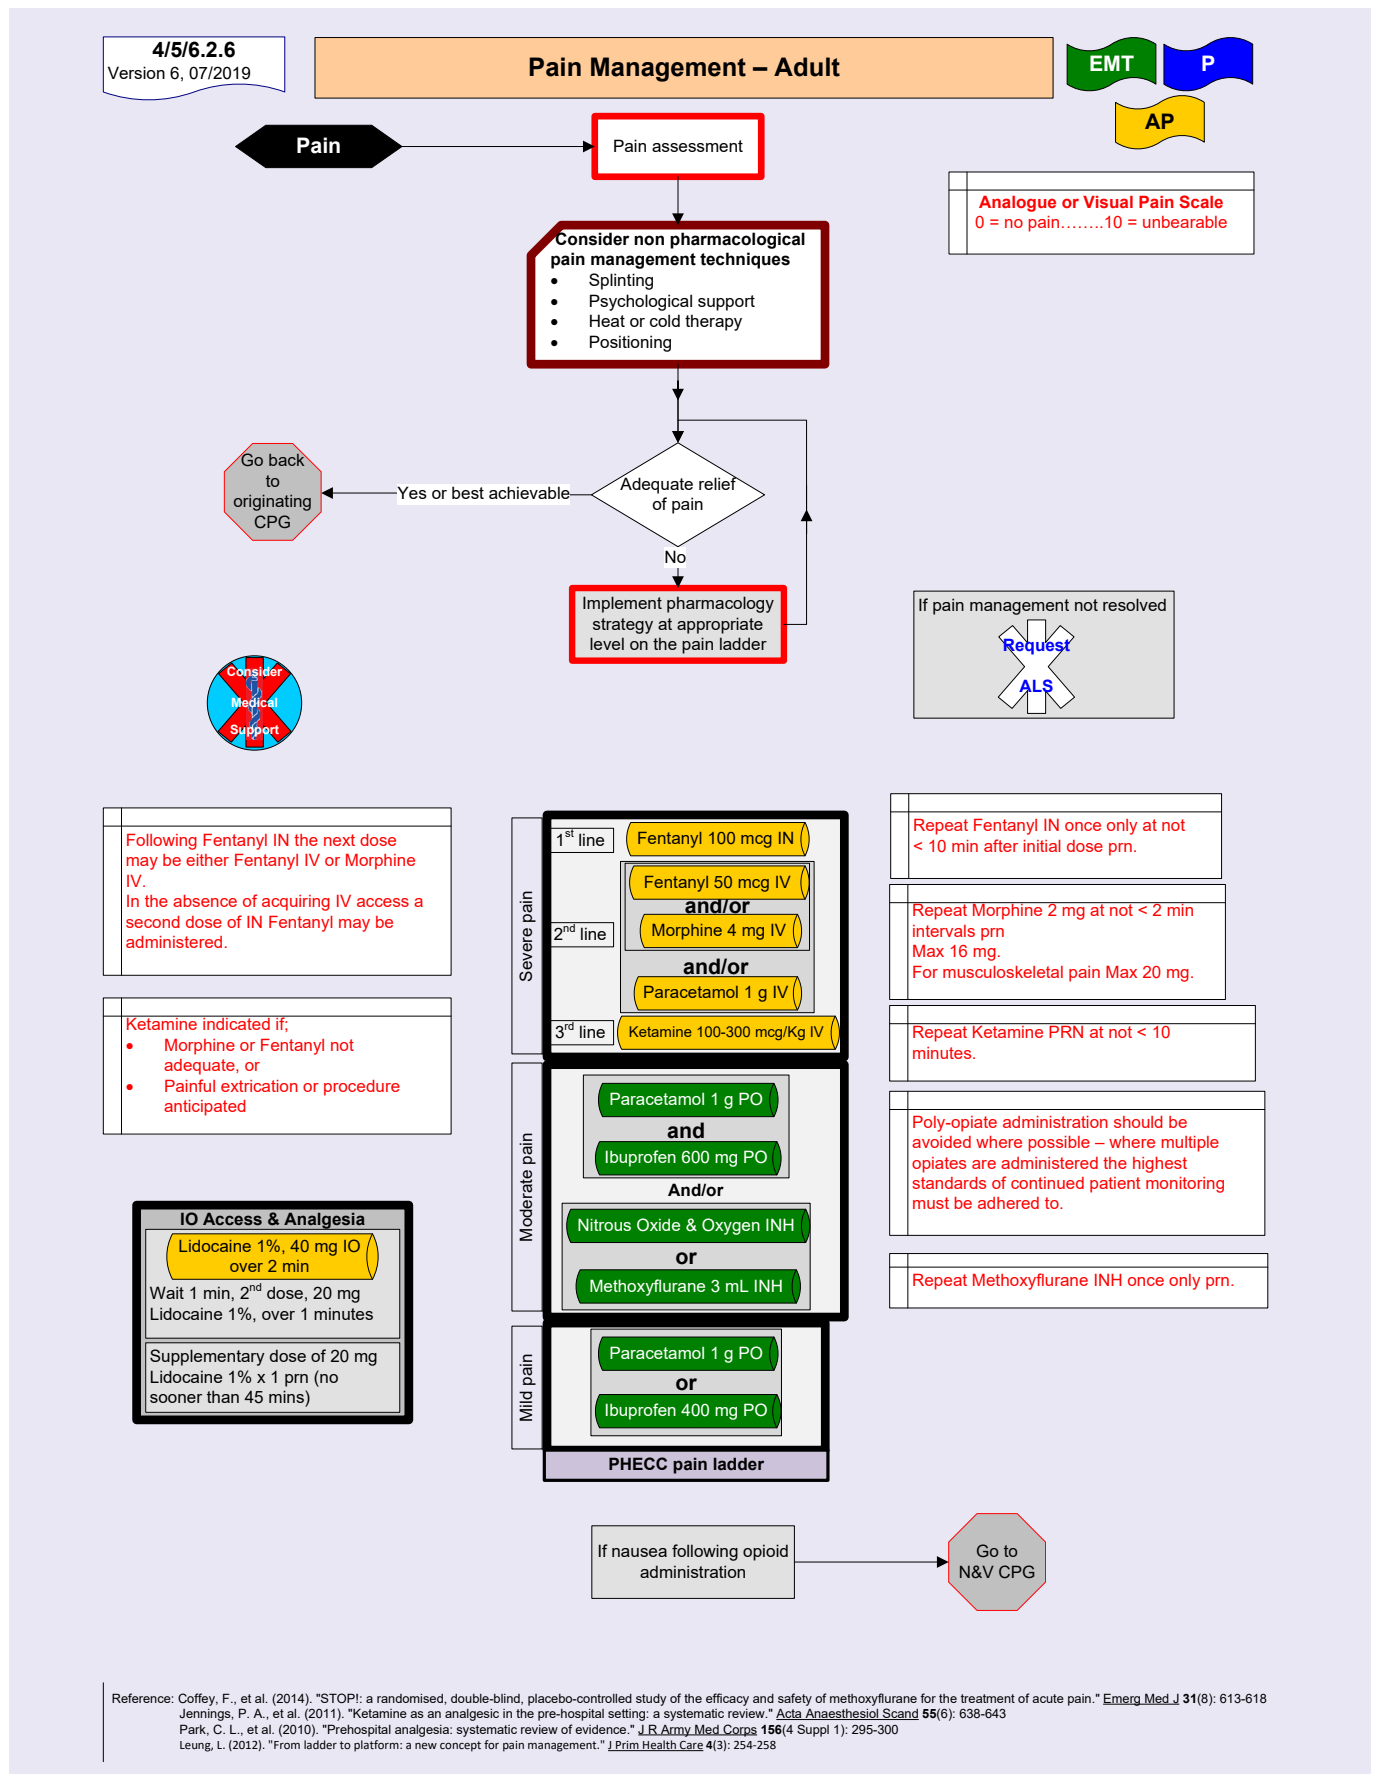 4/5/6.2.6
Version 6, 07/2019
Pain Management – Adult
EMT
P
AP
Pain
Pain assessment
Analogue or Visual Pain Scale
0 = no pain……..10 = unbearable
Consider non pharmacological
pain management techniques
• Splinting
• Psychological support
• Heat or cold therapy
• Positioning
Go back
to
originating
CPG
Yes or best achievable
Adequate relief
of pain
No
Implement pharmacology
strategy at appropriate
level on the pain ladder
If pain management not resolved
Request
ALS
Consider
Medical
Support
Following Fentanyl IN the next dose
may be either Fentanyl IV or Morphine
IV.
In the absence of acquiring IV access a
second dose of IN Fentanyl may be
administered.
Ketamine indicated if;
• Morphine or Fentanyl not
adequate, or
• Painful extrication or procedure
anticipated
IO Access & Analgesia
Lidocaine 1%, 40 mg IO
over 2 min
Wait 1 min, 2nd dose, 20 mg
Lidocaine 1%, over 1 minutes
Supplementary dose of 20 mg
Lidocaine 1% x 1 prn (no
sooner than 45 mins)
Severe pain
1st line
Fentanyl 100 mcg IN
2nd line
Fentanyl 50 mcg IV
and/or
Morphine 4 mg IV
and/or
Paracetamol 1 g IV
3rd line
Ketamine 100-300 mcg/Kg IV
Moderate pain
Paracetamol 1 g PO
and
Ibuprofen 600 mg PO
And/or
Nitrous Oxide & Oxygen INH
or
Methoxyflurane 3 mL INH
Mild pain
Paracetamol 1 g PO
or
Ibuprofen 400 mg PO
PHECC pain ladder
Repeat Fentanyl IN once only at not
< 10 min after initial dose prn.
Repeat Morphine 2 mg at not < 2 min
intervals prn
Max 16 mg.
For musculoskeletal pain Max 20 mg.
Repeat Ketamine PRN at not < 10
minutes.
Poly-opiate administration should be
avoided where possible – where multiple
opiates are administered the highest
standards of continued patient monitoring
must be adhered to.
Repeat Methoxyflurane INH once only prn.
If nausea following opioid
administration
Go to
N&V CPG
Reference: Coffey, F., et al. (2014). "STOP!: a randomised, double-blind, placebo-controlled study of the efficacy and safety of methoxyflurane for the treatment of acute pain." Emerg Med J 31(8): 613-618
Jennings, P. A., et al. (2011). "Ketamine as an analgesic in the pre-hospital setting: a systematic review." Acta Anaesthesiol Scand 55(6): 638-643
Park, C. L., et al. (2010). "Prehospital analgesia: systematic review of evidence." J R Army Med Corps 156(4 Suppl 1): 295-300
Leung, L. (2012). "From ladder to platform: a new concept for pain management." J Prim Health Care 4(3): 254-258